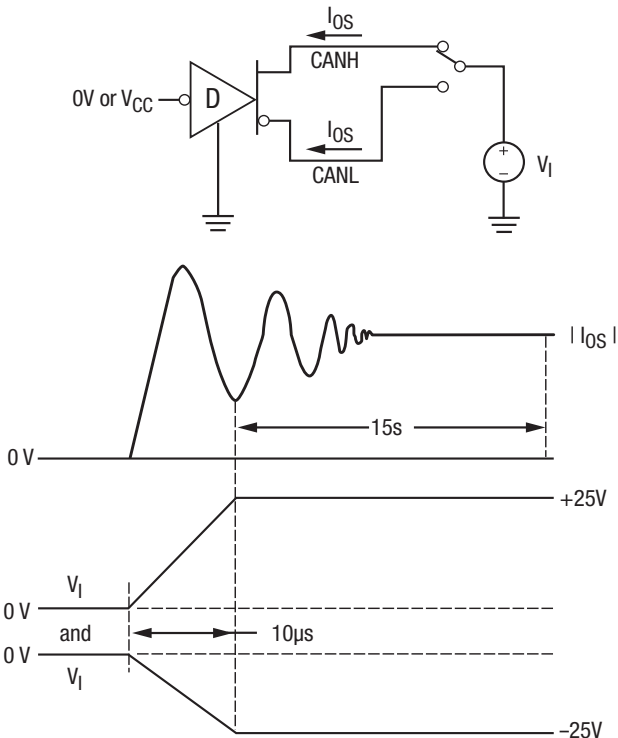 I_OS
CANH
0V or V_CC
D
I_OS
CANL
+
−
V_I
| I_OS |
15s
0 V
+25V
V_I
0 V
and
10μs
0 V
V_I
−25V